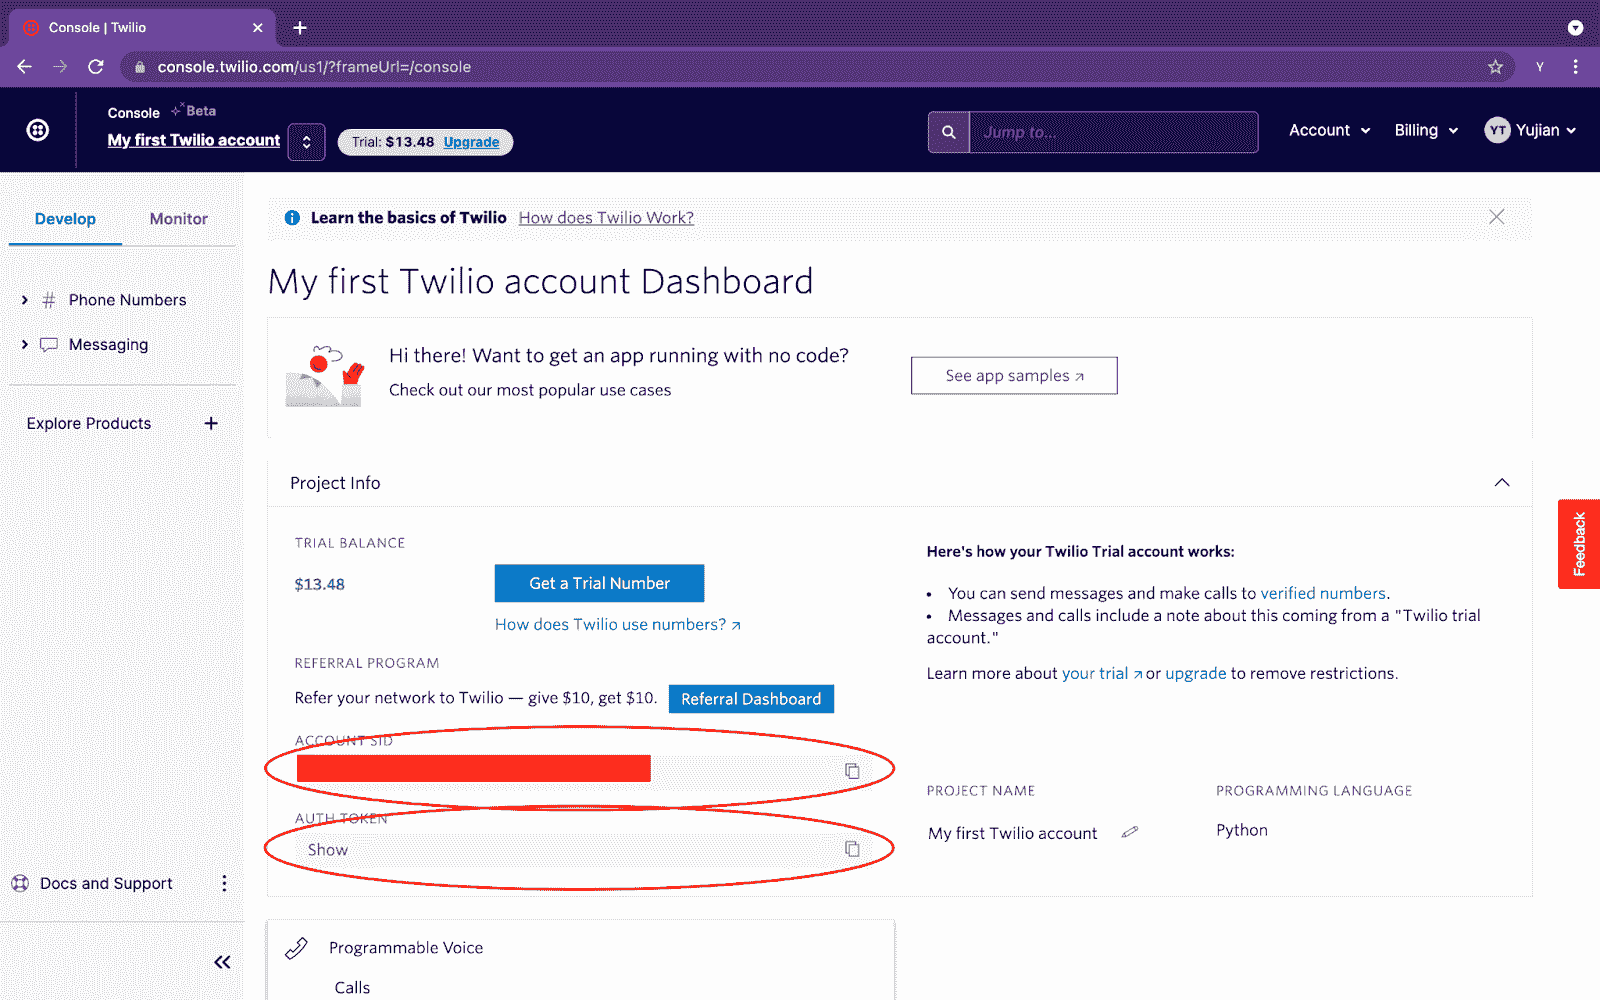 Console | Twilio
console.twilio.com/us1/?frameUrl=/console
Y
Console Beta
My first Twilio account
Trial: $13.48 Upgrade
Jump to...
Account
Billing
YT Yujian
Develop
Monitor
Phone Numbers
Messaging
Explore Products
Docs and Support
Learn the basics of Twilio How does Twilio Work?
My first Twilio account Dashboard
Hi there! Want to get an app running with no code?
Check out our most popular use cases
See app samples
Project Info
TRIAL BALANCE
$13.48
Get a Trial Number
How does Twilio use numbers?
REFERRAL PROGRAM
Refer your network to Twilio — give $10, get $10.
Referral Dashboard
ACCOUNT SID
AUTH TOKEN
Show
Here's how your Twilio Trial account works:
• You can send messages and make calls to verified numbers.
• Messages and calls include a note about this coming from a "Twilio trial
account."
Learn more about your trial or upgrade to remove restrictions.
PROJECT NAME
My first Twilio account
PROGRAMMING LANGUAGE
Python
Feedback
Programmable Voice
Calls